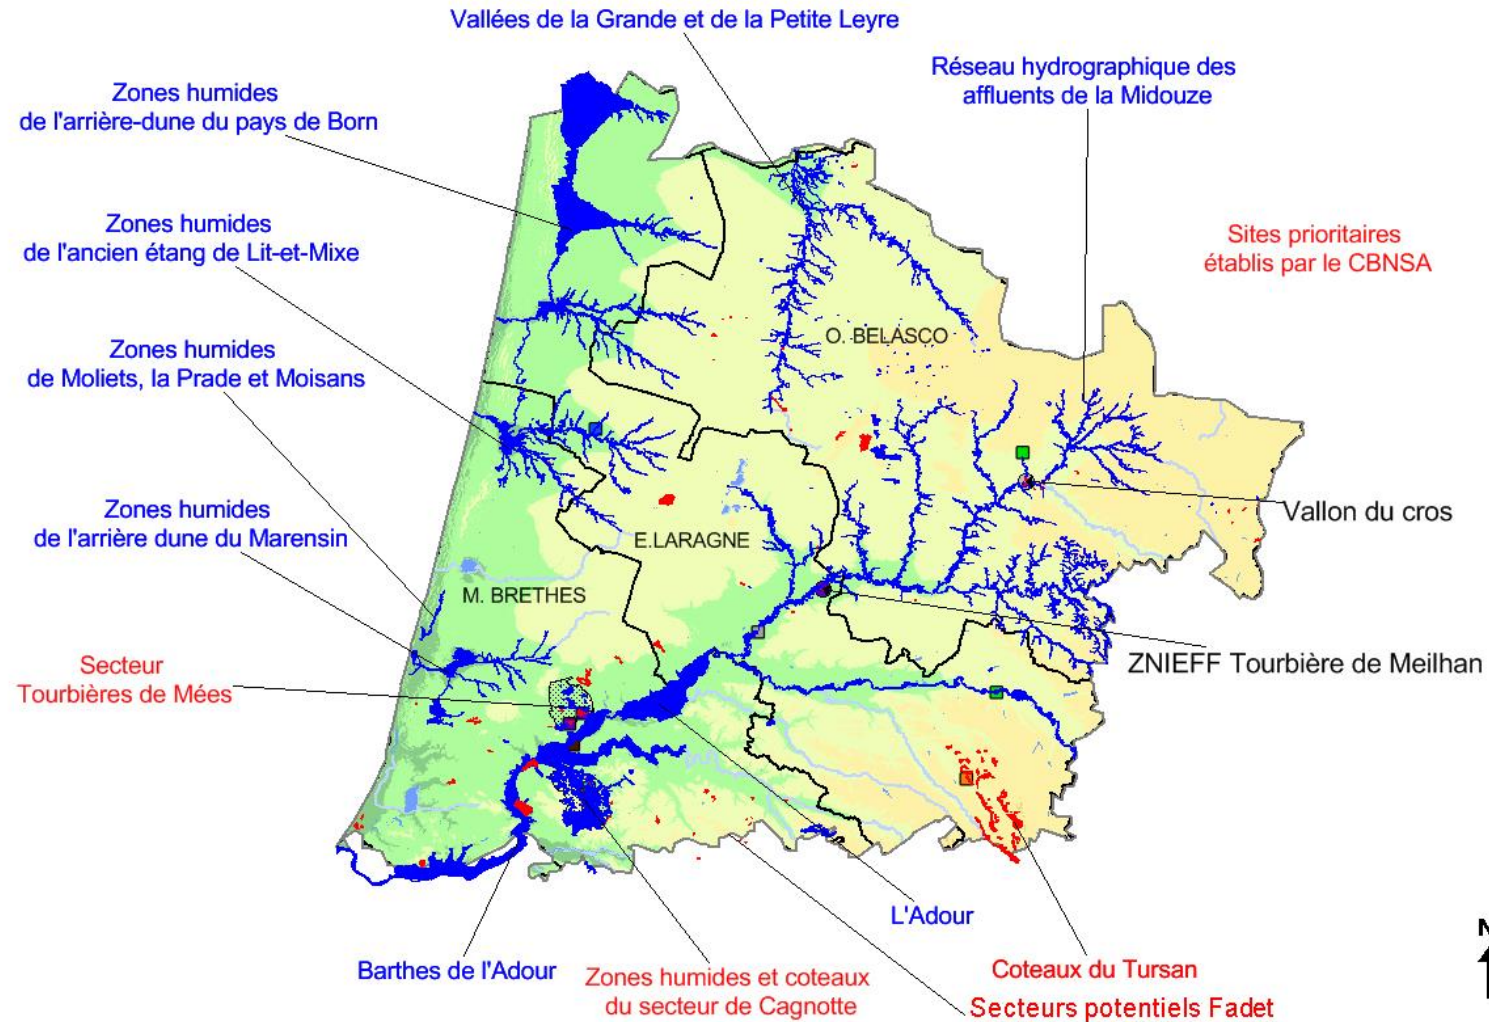 Vallées de la Grande et de la Petite Leyre
Réseau hydrographique des
affluents de la Midouze
Zones humides
de l'arrière-dune du pays de Born
Zones humides
de l'ancien étang de Lit-et-Mixe
Sites prioritaires
établis par le CBNSA
O. BELASCO
Zones humides
de Moliets, la Prade et Moisans
Zones humides
de l'arrière dune du Marensin
E.LARAGNE
Vallon du cros
M. BRETHES
ZNIEFF Tourbière de Meilhan
Secteur
Tourbières de Mées
L'Adour
N
Barthes de l'Adour
Zones humides et coteaux
du secteur de Cagnotte
Coteaux du Tursan
Secteurs potentiels Fadet